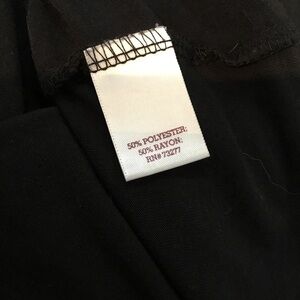 50% POLYESTER;
50% RAYON;
RN# 73277